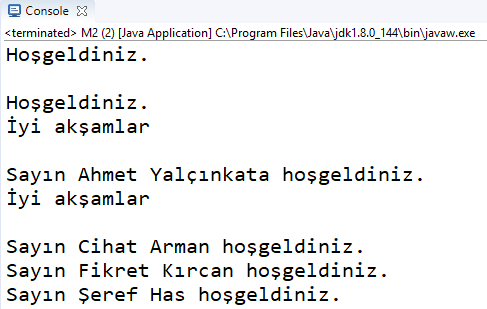 Console
<terminated> M2 (2) [Java Application] C:\Program Files\Java\jdk1.8.0_144\bin\javaw.exe
Hoşgeldiniz.
Hoşgeldiniz.
İyi akşamlar
Sayın Ahmet Yalçınkata hoşgeldiniz.
İyi akşamlar
Sayın Cihat Arman hoşgeldiniz.
Sayın Fikret Kırcan hoşgeldiniz.
Sayın Şeref Has hoşgeldiniz.